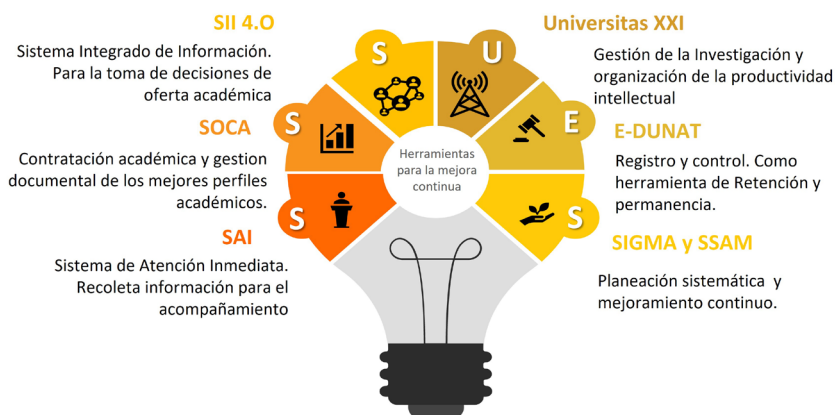 SII 4.O
Sistema Integrado de Información.
Para la toma de decisiones de
oferta académica
SOCA
Contratación académica y gestion
documental de los mejores perfiles
académicos.
SAI
Sistema de Atención Inmediata.
Recoleta información para el
acompañamiento
S
S
S
U
E
S
Herramientas
para la mejora
continua
Universitas XXI
Gestión de la Investigación y
organización de la productividad
intellectual
E-DUNAT
Registro y control. Como
herramienta de Retención y
permanencia.
SIGMA y SSAM
Planeación sistemática y
mejoramiento continuo.